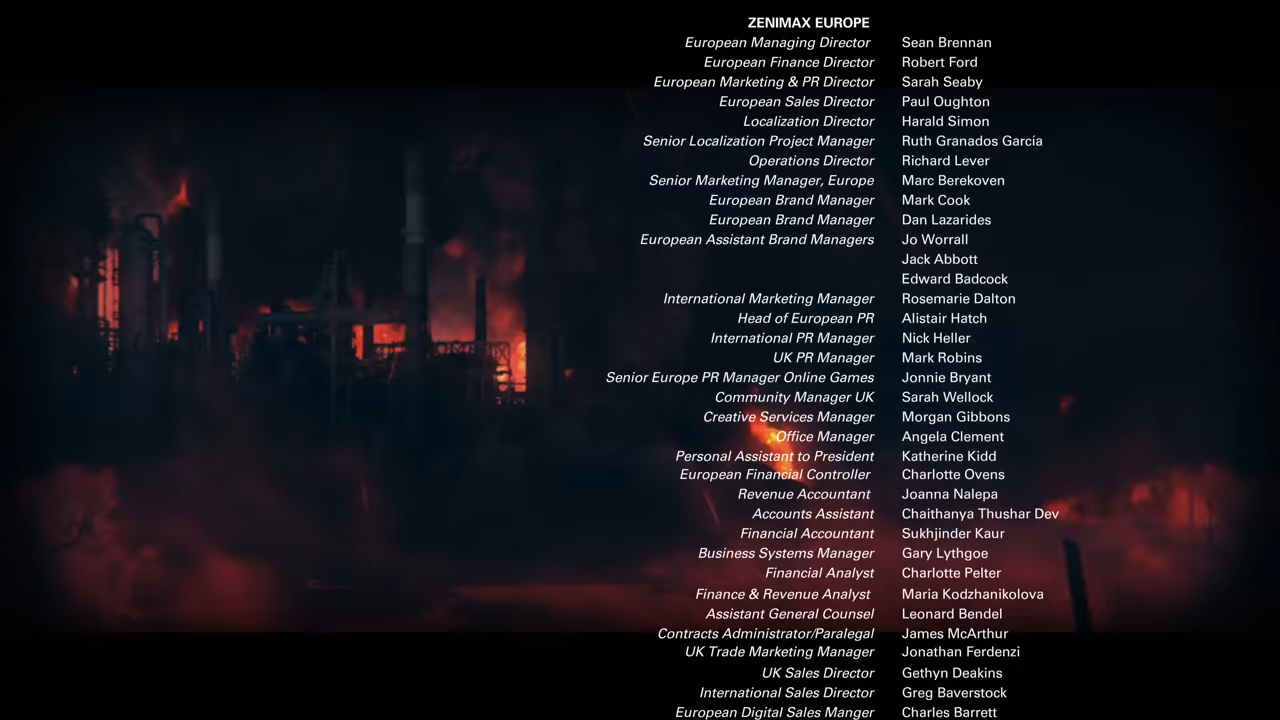 ZENIMAX EUROPE
European Managing Director Sean Brennan
European Finance Director Robert Ford
European Marketing & PR Director Sarah Seaby
European Sales Director Paul Oughton
Localization Director Harald Simon
Senior Localization Project Manager Ruth Granados García
Operations Director Richard Lever
Senior Marketing Manager, Europe Marc Berekoven
European Brand Manager Mark Cook
European Brand Manager Dan Lazarides
European Assistant Brand Managers Jo Worrall
Jack Abbott
Edward Badcock
International Marketing Manager Rosemarie Dalton
Head of European PR Alistair Hatch
International PR Manager Nick Heller
UK PR Manager Mark Robins
Senior Europe PR Manager Online Games Jonnie Bryant
Community Manager UK Sarah Wellock
Creative Services Manager Morgan Gibbons
Office Manager Angela Clement
Personal Assistant to President Katherine Kidd
European Financial Controller Charlotte Ovens
Revenue Accountant Joanna Nalepa
Accounts Assistant Chaithanya Thushar Dev
Financial Accountant Sukhjinder Kaur
Business Systems Manager Gary Lythgoe
Financial Analyst Charlotte Pelter
Finance & Revenue Analyst Maria Kodzhanikolova
Assistant General Counsel Leonard Bendel
Contracts Administrator/Paralegal James McArthur
UK Trade Marketing Manager Jonathan Ferdenzi
UK Sales Director Gethyn Deakins
International Sales Director Greg Baverstock
European Digital Sales Manger Charles Barrett